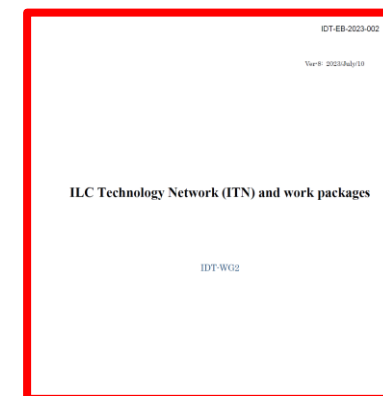 IDT-EB-2023-002
Ver-8: 2023/July/10
ILC Technology Network (ITN) and work packages
IDT-WG2